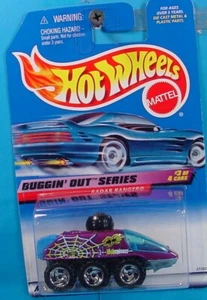 WARNING:
CHOKING HAZARD-Small parts.
Not for children
under 3 years.
FOR AGES
OVER 3 YEARS.
DIE CAST METAL &
PLASTIC PARTS
Hot Wheels
MATTEL
BUGGIN' OUT SERIES
RADAR RANGER
#3 OF
4 CARS